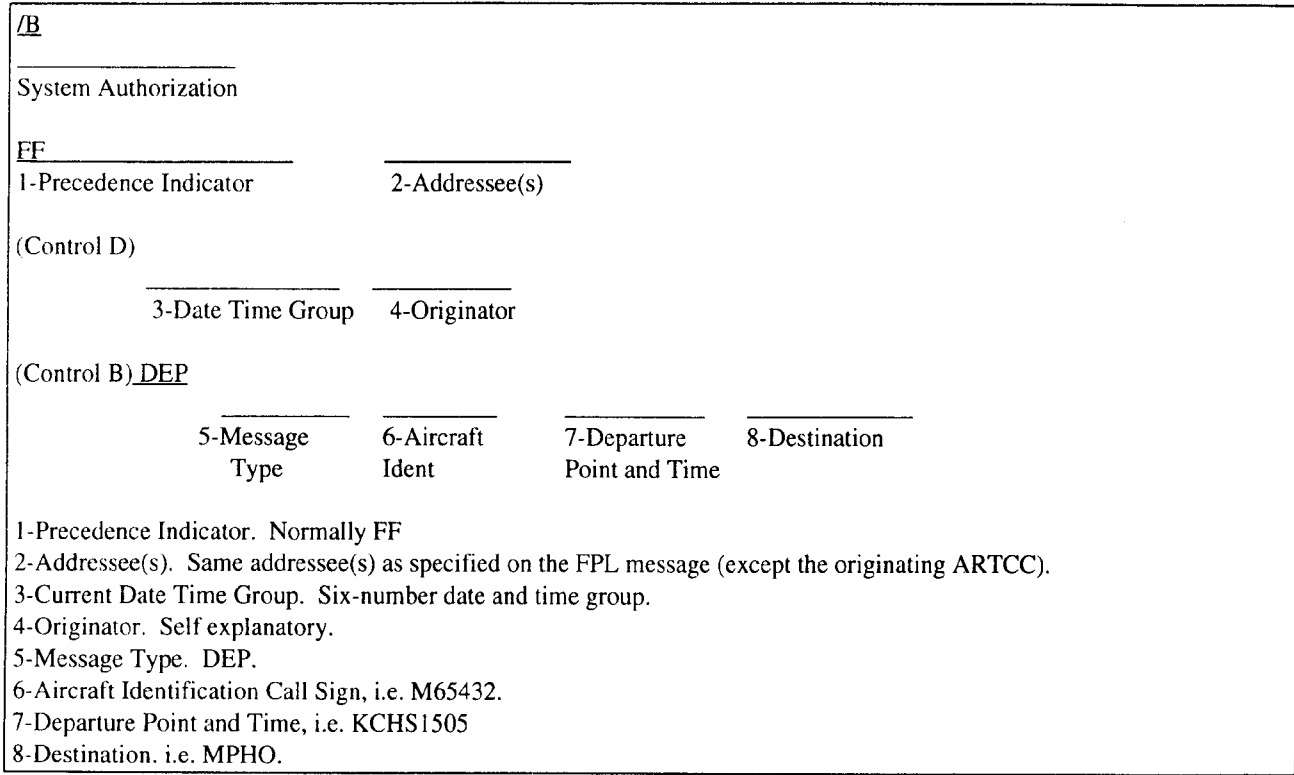 /B
System Authorization
FF
1-Precedence Indicator 2-Addressee(s)
(Control D)
3-Date Time Group 4-Originator
(Control B) DEP
5-Message Type 6-Aircraft Ident 7-Departure Point and Time 8-Destination
1-Precedence Indicator. Normally FF
2-Addressee(s). Same addressee(s) as specified on the FPL message (except the originating ARTCC).
3-Current Date Time Group. Six-number date and time group.
4-Originator. Self explanatory.
5-Message Type. DEP.
6-Aircraft Identification Call Sign, i.e. M65432.
7-Departure Point and Time, i.e. KCHS1505
8-Destination. i.e. MPHO.